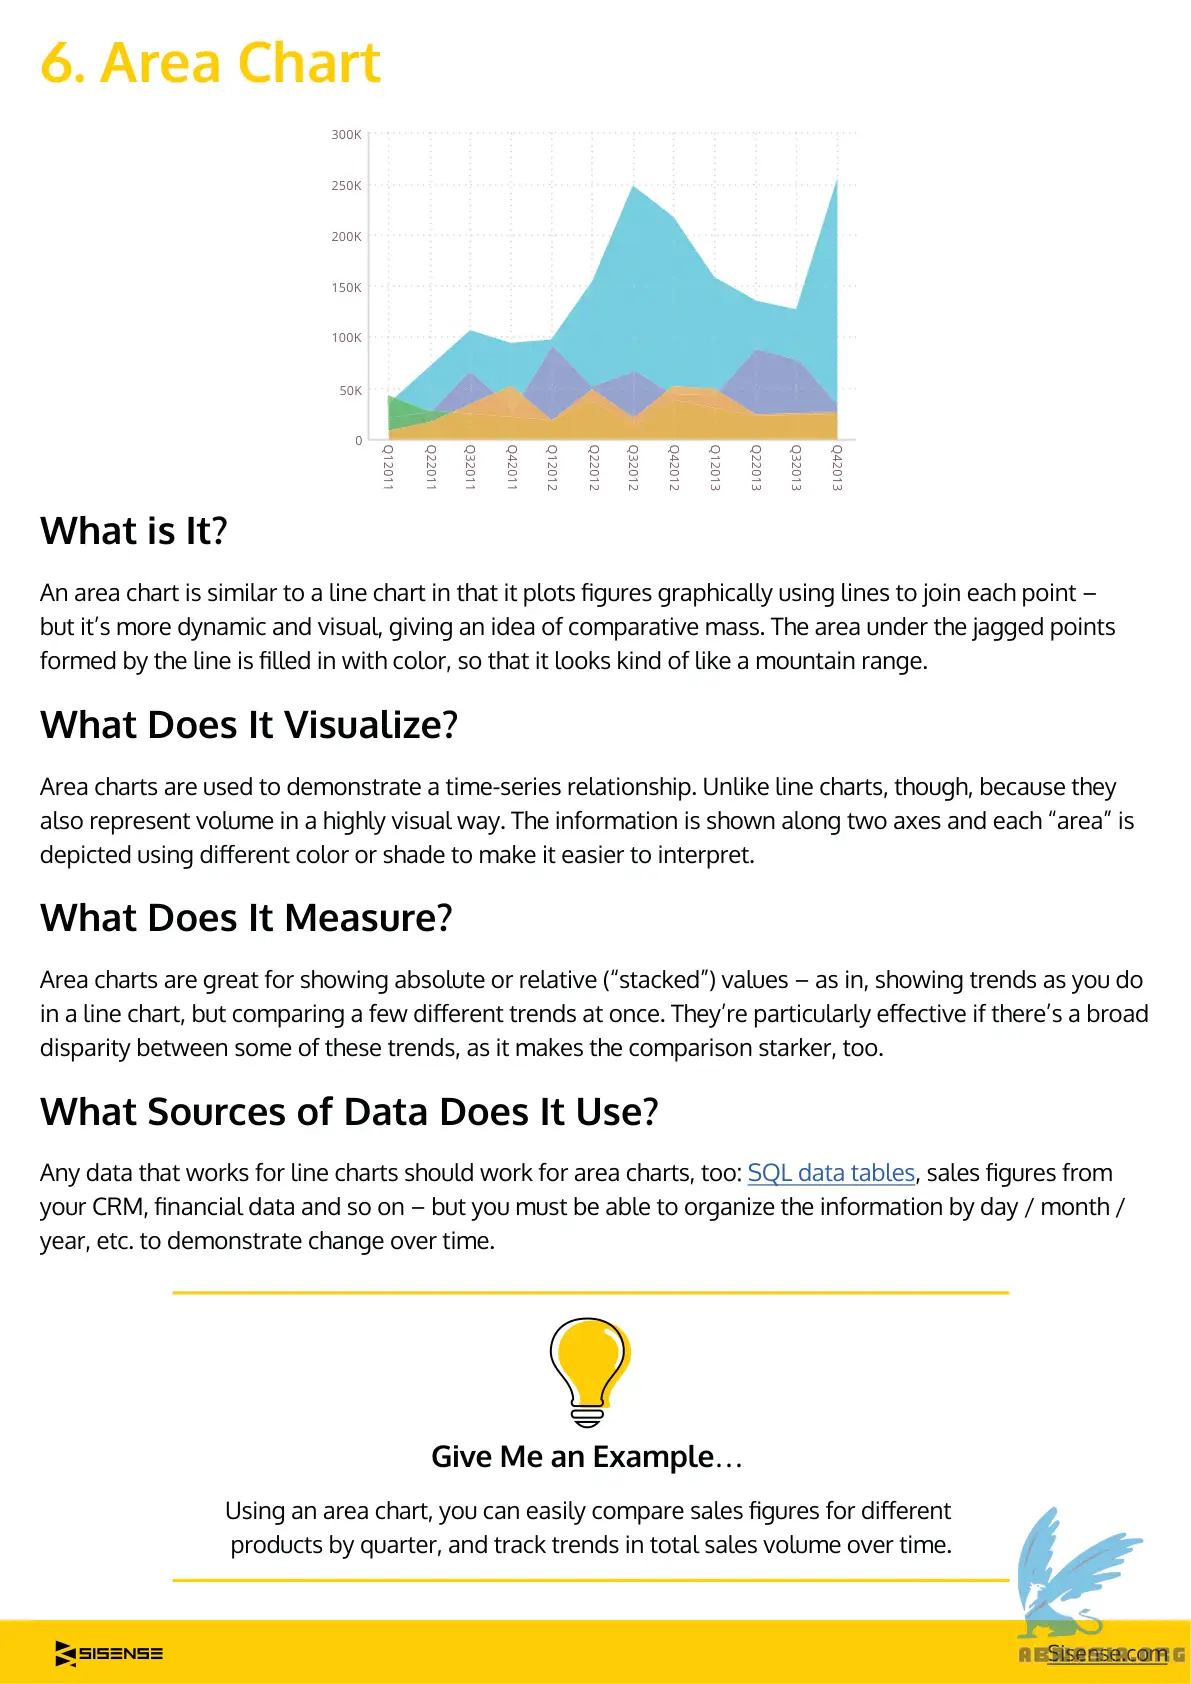 6. Area Chart
300K
250K
200K
150K
100K
50K
0
Q12011
Q22011
Q32011
Q42011
Q12012
Q22012
Q32012
Q42012
Q12013
Q22013
Q32013
Q42013
What is It?
An area chart is similar to a line chart in that it plots figures graphically using lines to join each point –
but it’s more dynamic and visual, giving an idea of comparative mass. The area under the jagged points
formed by the line is filled in with color, so that it looks kind of like a mountain range.
What Does It Visualize?
Area charts are used to demonstrate a time-series relationship. Unlike line charts, though, because they
also represent volume in a highly visual way. The information is shown along two axes and each “area” is
depicted using different color or shade to make it easier to interpret.
What Does It Measure?
Area charts are great for showing absolute or relative (“stacked”) values – as in, showing trends as you do
in a line chart, but comparing a few different trends at once. They’re particularly effective if there’s a broad
disparity between some of these trends, as it makes the comparison starker, too.
What Sources of Data Does It Use?
Any data that works for line charts should work for area charts, too: SQL data tables, sales figures from
your CRM, financial data and so on – but you must be able to organize the information by day / month /
year, etc. to demonstrate change over time.
Give Me an Example…
Using an area chart, you can easily compare sales figures for different
products by quarter, and track trends in total sales volume over time.
SISENSE
Sisense.com